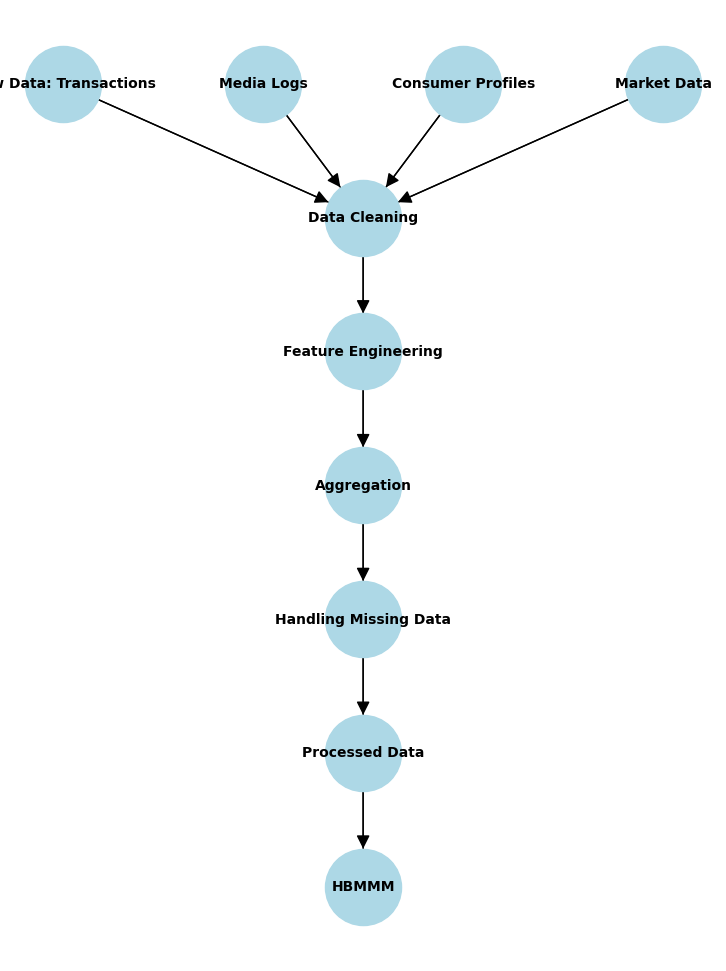 Data: Transactions
Media Logs
Consumer Profiles
Market Data
Data Cleaning
Feature Engineering
Aggregation
Handling Missing Data
Processed Data
HBMMM